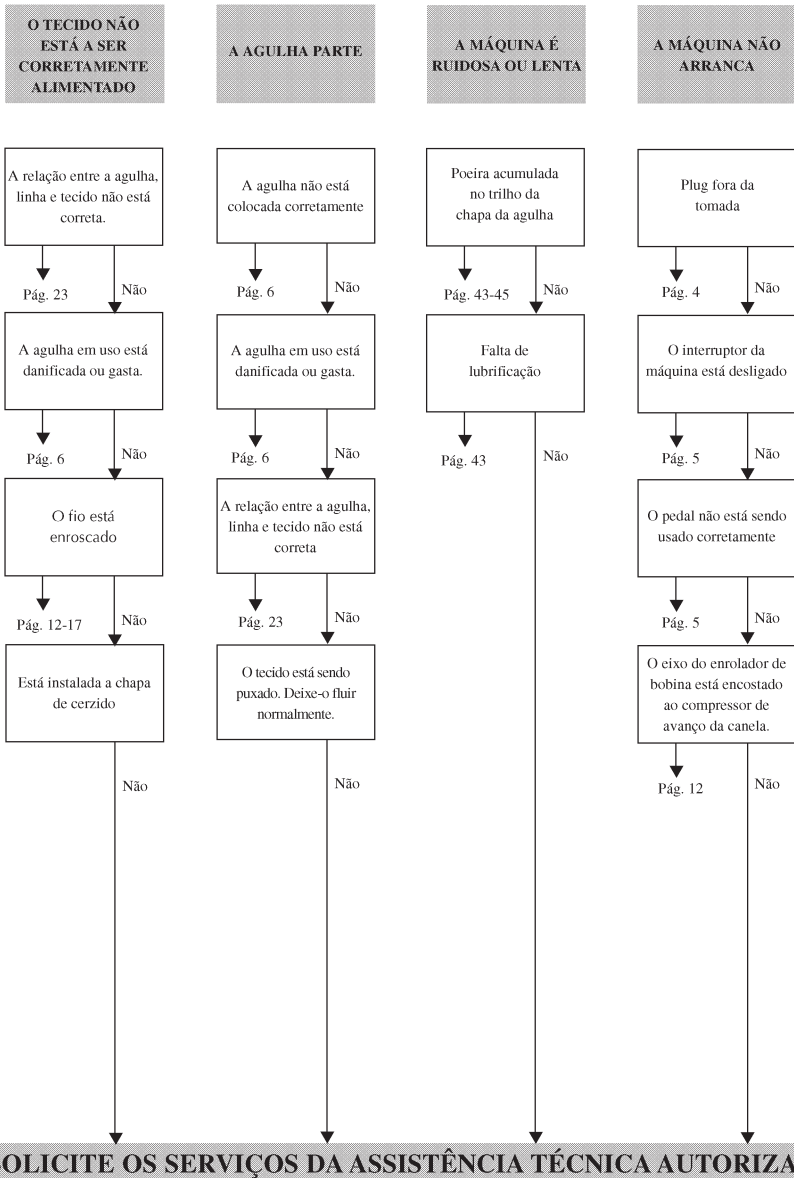 O TECIDO NÃO
ESTÁ A SER
CORRETAMENTE
ALIMENTADO
A relação entre a agulha,
linha e tecido não está
correta.
Pág. 23
Não
A agulha em uso está
danificada ou gasta.
Pág. 6
Não
O fio está
enroscado
Pág. 12-17
Não
Está instalada a chapa
de cerzido
Não
A AGULHA PARTE
A agulha não está
colocada corretamente
Pág. 6
Não
A agulha em uso está
danificada ou gasta.
Pág. 6
Não
A relação entre a agulha,
linha e tecido não está
correta
Pág. 23
Não
O tecido está sendo
puxado. Deixe-o fluir
normalmente.
Não
A MÁQUINA É
RUIDOSA OU LENTA
Poeira acumulada
no trilho da
chapa da agulha
Pág. 43-45
Não
Falta de
lubrificação
Pág. 43
Não
A MÁQUINA NÃO
ARRANCA
Plug fora da
tomada
Pág. 4
Não
O interruptor da
máquina está desligado
Pág. 5
Não
O pedal não está sendo
usado corretamente
Pág. 5
Não
O eixo do enrolador de
bobina está encostado
ao compressor de
avanço da canela.
Pág. 12
Não
OLICITE OS SERVIÇOS DA ASSISTÊNCIA TÉCNICA AUTORIZA